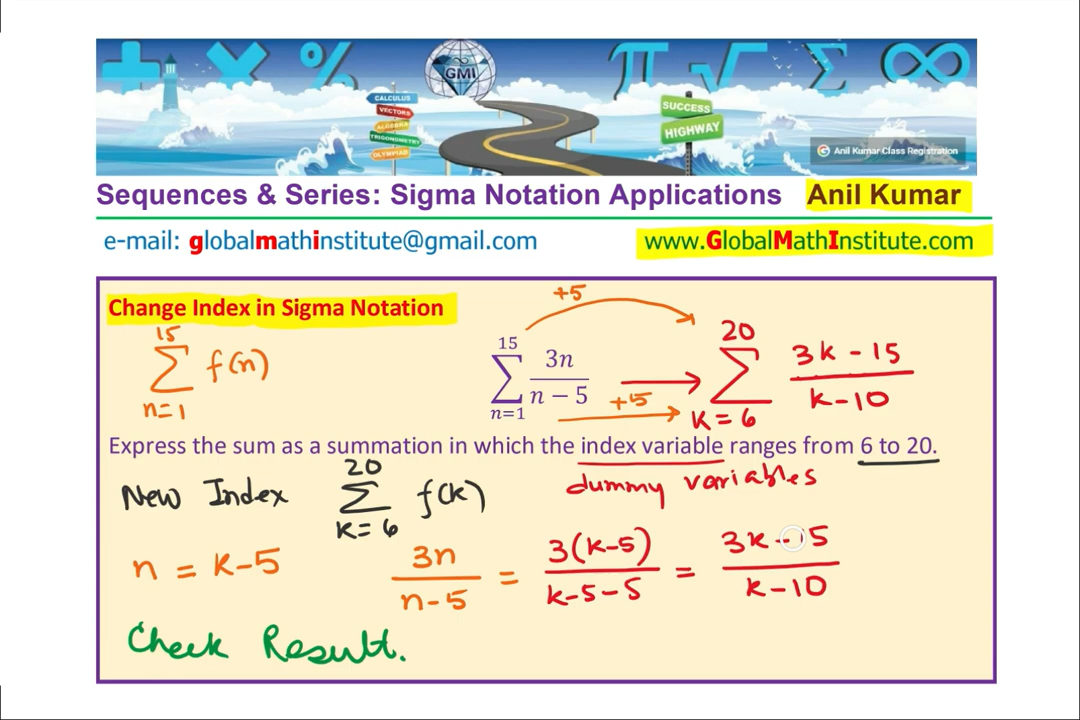 GMI
CALCULUS
VECTORS
ALGEBRA
TRIGONOMETRY
OLYMPIAD
SUCCESS
HIGHWAY
Anil Kumar Class Registration
Sequences & Series: Sigma Notation Applications Anil Kumar
e-mail: globalmathinstitute@gmail.com www.GlobalMathInstitute.com
Change Index in Sigma Notation
+5
15 ∑ n=1 f(n)
15 ∑ n=1 3n / n − 5 → +5 → 20 ∑ K=6 3k - 15 / k - 10
Express the sum as a summation in which the index variable ranges from 6 to 20.
New Index 20 ∑ K=6 f(k) dummy variables
n = k-5 3n / n-5 = 3(k-5) / k-5-5 = 3k-15 / k-10
Check Result.